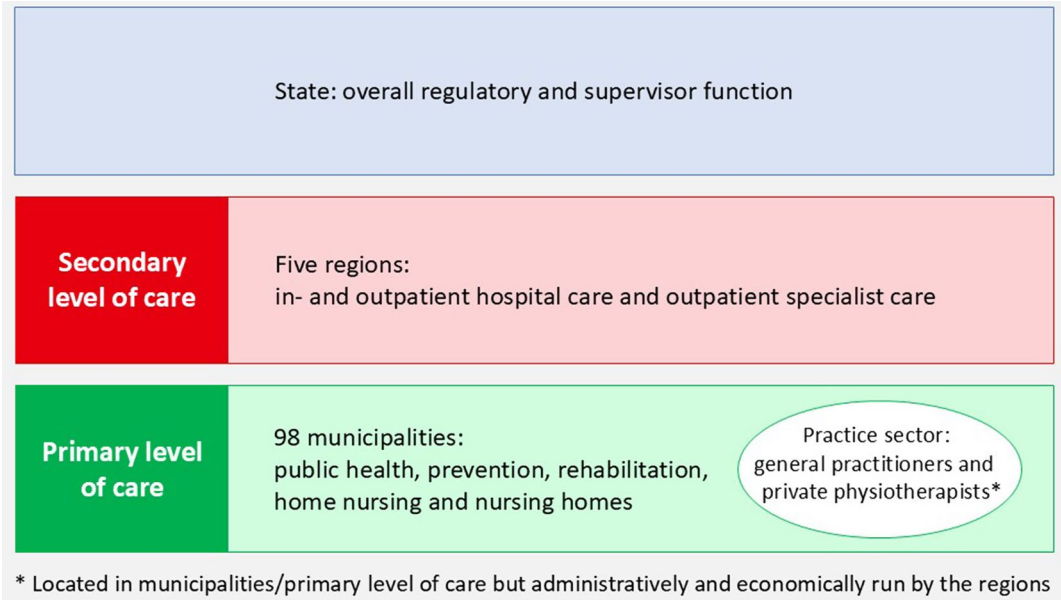 State: overall regulatory and supervisor function
Secondary
level of care
Five regions:
in- and outpatient hospital care and outpatient specialist care
Primary level
of care
98 municipalities:
public health, prevention, rehabilitation,
home nursing and nursing homes
Practice sector:
general practitioners and
private physiotherapists*
* Located in municipalities/primary level of care but administratively and economically run by the regions